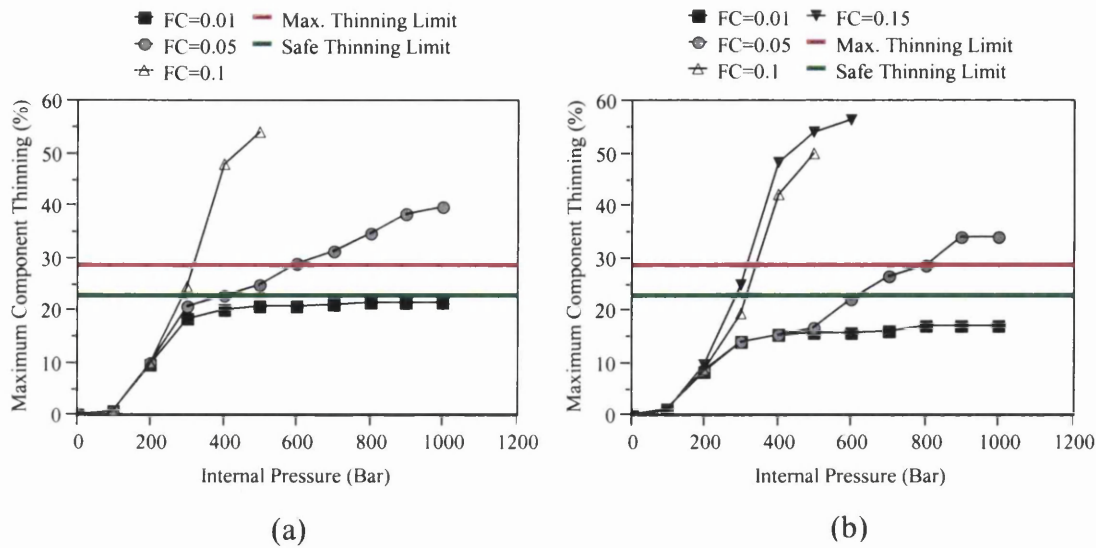 FC=0.01 Max. Thinning Limit
FC=0.05 Safe Thinning Limit
FC=0.1
Maximum Component Thinning (%)
60
50
40
30
20
10
0
0 200 400 600 800 1000 1200
Internal Pressure (Bar)
(a)
FC=0.01 FC=0.15
FC=0.05 Max. Thinning Limit
FC=0.1 Safe Thinning Limit
Maximum Component Thinning (%)
60
50
40
30
20
10
0
0 200 400 600 800 1000 1200
Internal Pressure (Bar)
(b)